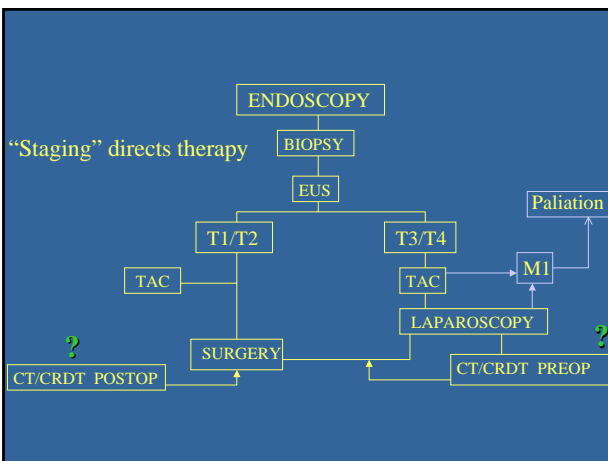 ENDOSCOPY
“Staging” directs therapy
BIOPSY
EUS
Paliation
T1/T2
T3/T4
M1
TAC
TAC
LAPAROSCOPY
?
?
SURGERY
CT/CRDT POSTOP
CT/CRDT PREOP